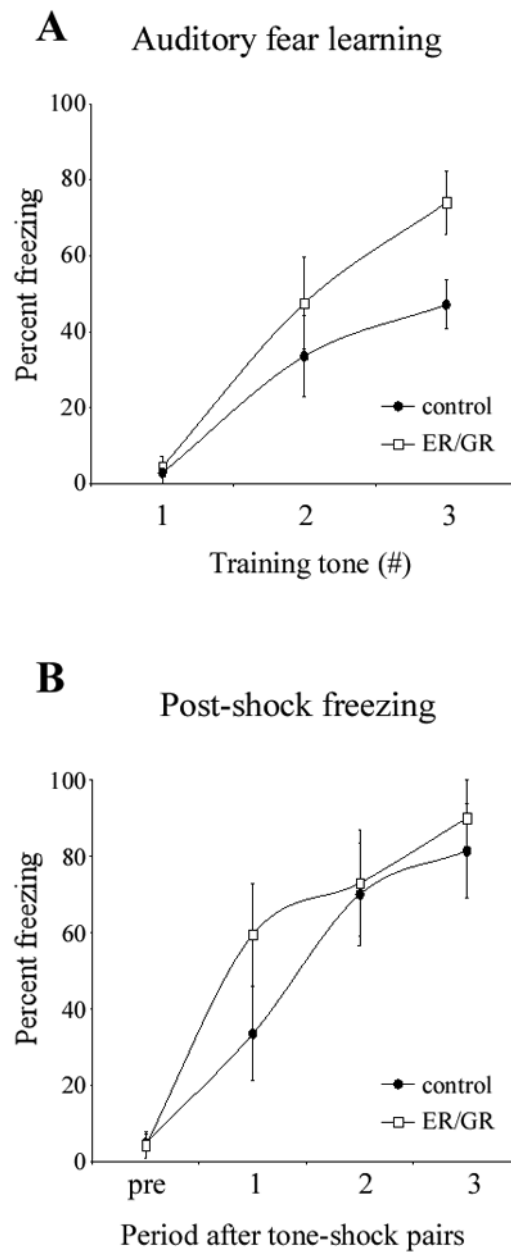 A
Auditory fear learning
100
80
60
40
20
0
Percent freezing
control
ER/GR
1 2 3
Training tone (#)
B
Post-shock freezing
100
80
60
40
20
0
Percent freezing
control
ER/GR
pre 1 2 3
Period after tone-shock pairs